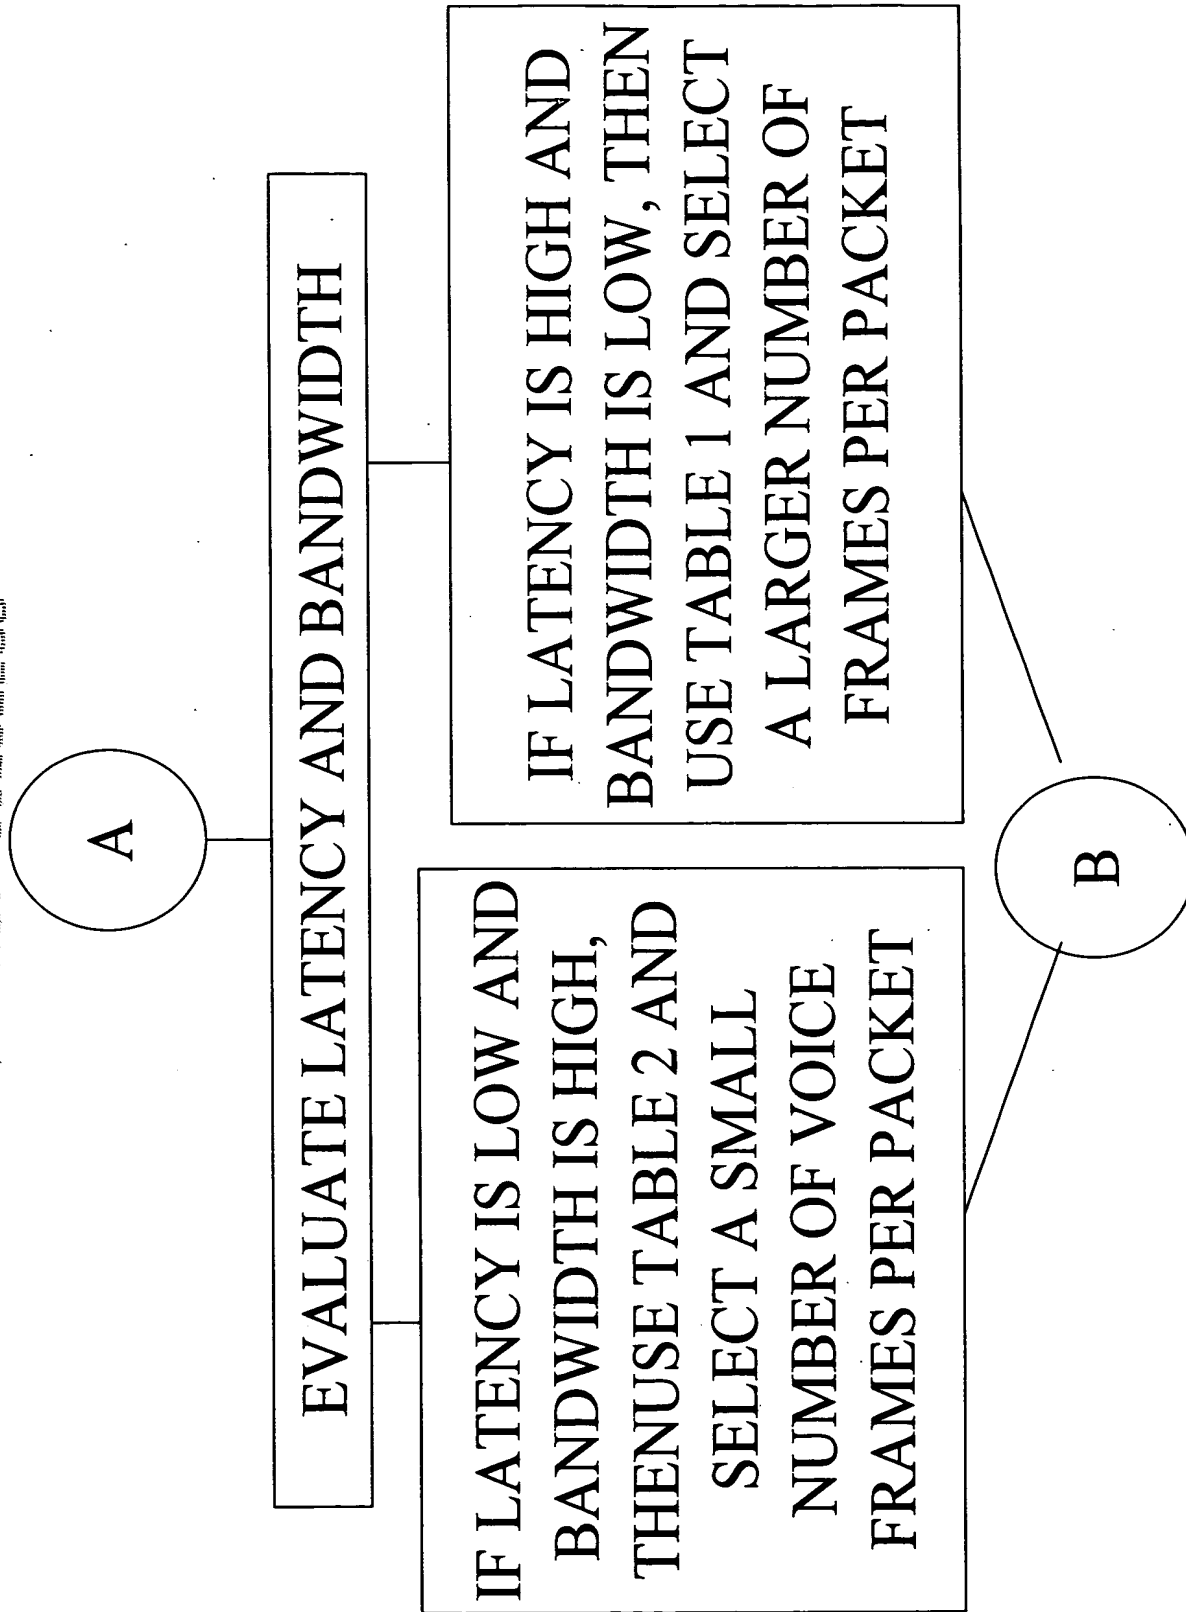 A
EVALUATE LATENCY AND BANDWIDTH
IF LATENCY IS LOW AND
BANDWIDTH IS HIGH,
THENUSE TABLE 2 AND
SELECT A SMALL
NUMBER OF VOICE
FRAMES PER PACKET
IF LATENCY IS HIGH AND
BANDWIDTH IS LOW, THEN
USE TABLE 1 AND SELECT
A LARGER NUMBER OF
FRAMES PER PACKET
B